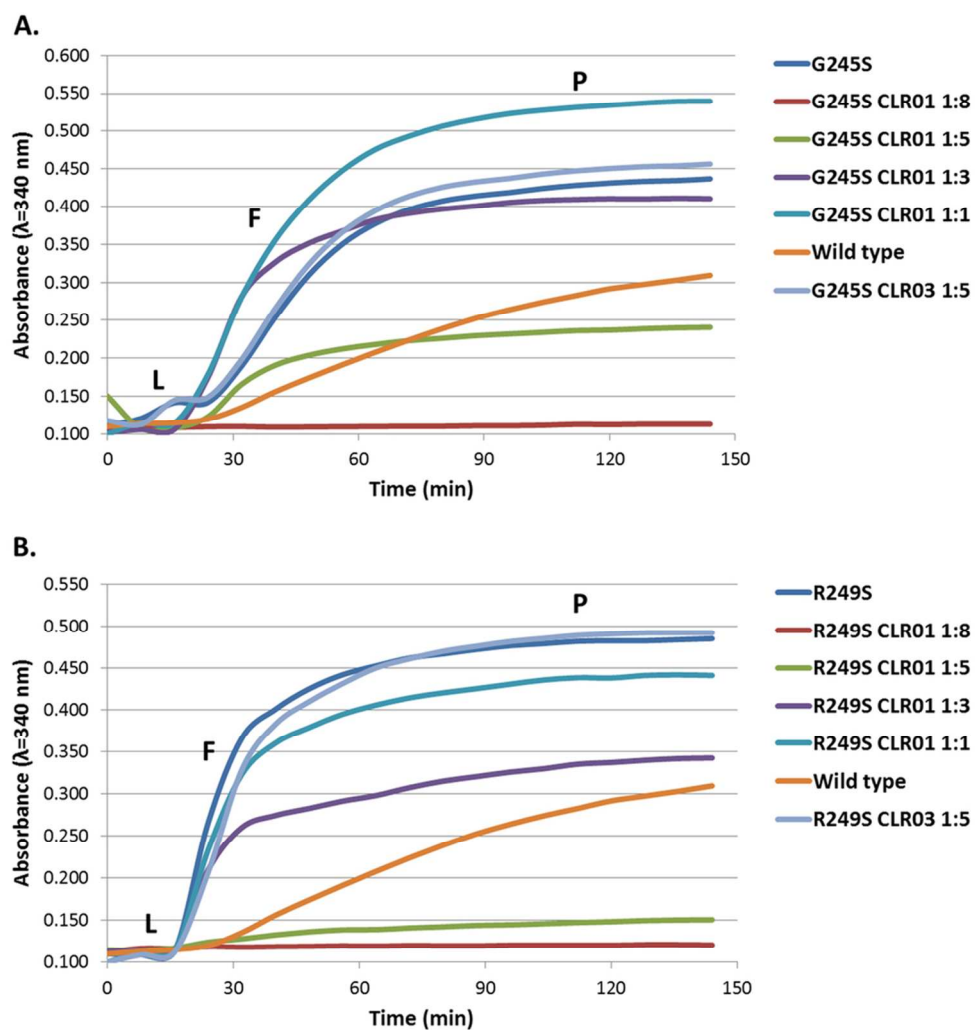 A.
0.600
0.550
0.500
0.450
0.400
0.350
0.300
0.250
0.200
0.150
0.100
Absorbance (λ=340 nm)
L
F
P
0 30 60 90 120 150
Time (min)
G245S
G245S CLR01 1:8
G245S CLR01 1:5
G245S CLR01 1:3
G245S CLR01 1:1
Wild type
G245S CLR03 1:5
B.
0.550
0.500
0.450
0.400
0.350
0.300
0.250
0.200
0.150
0.100
Absorbance (λ=340 nm)
L
F
P
0 30 60 90 120 150
Time (min)
R249S
R249S CLR01 1:8
R249S CLR01 1:5
R249S CLR01 1:3
R249S CLR01 1:1
Wild type
R249S CLR03 1:5